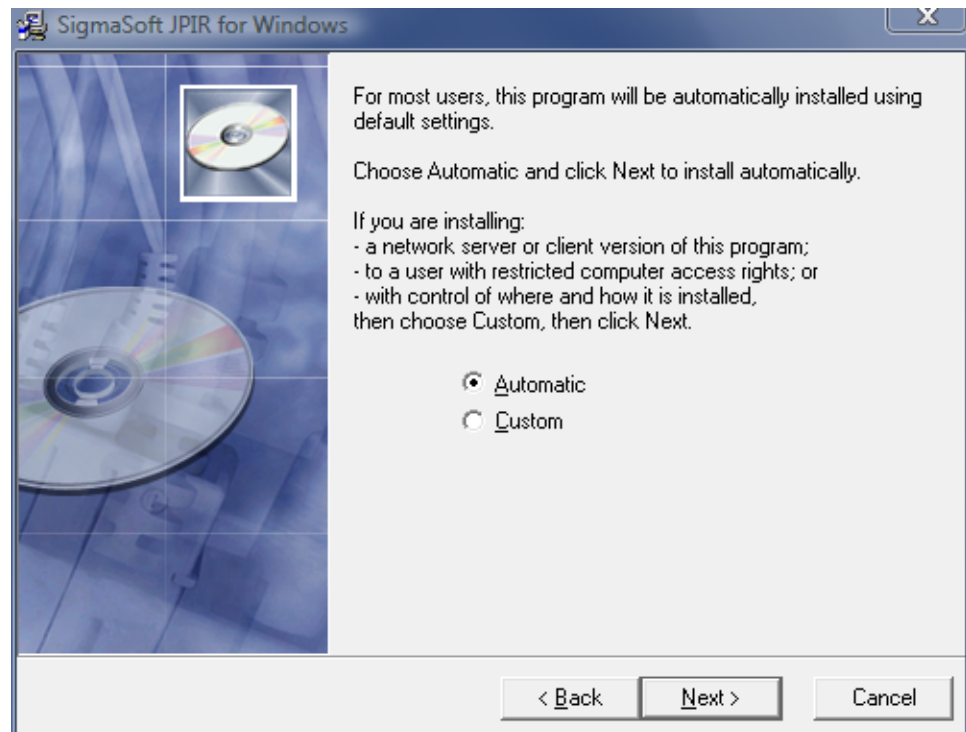 SigmaSoft JPIR for Windows
For most users, this program will be automatically installed using
default settings.
Choose Automatic and click Next to install automatically.
If you are installing:
- a network server or client version of this program;
- to a user with restricted computer access rights; or
- with control of where and how it is installed,
then choose Custom, then click Next.
Automatic
Custom
< Back
Next >
Cancel